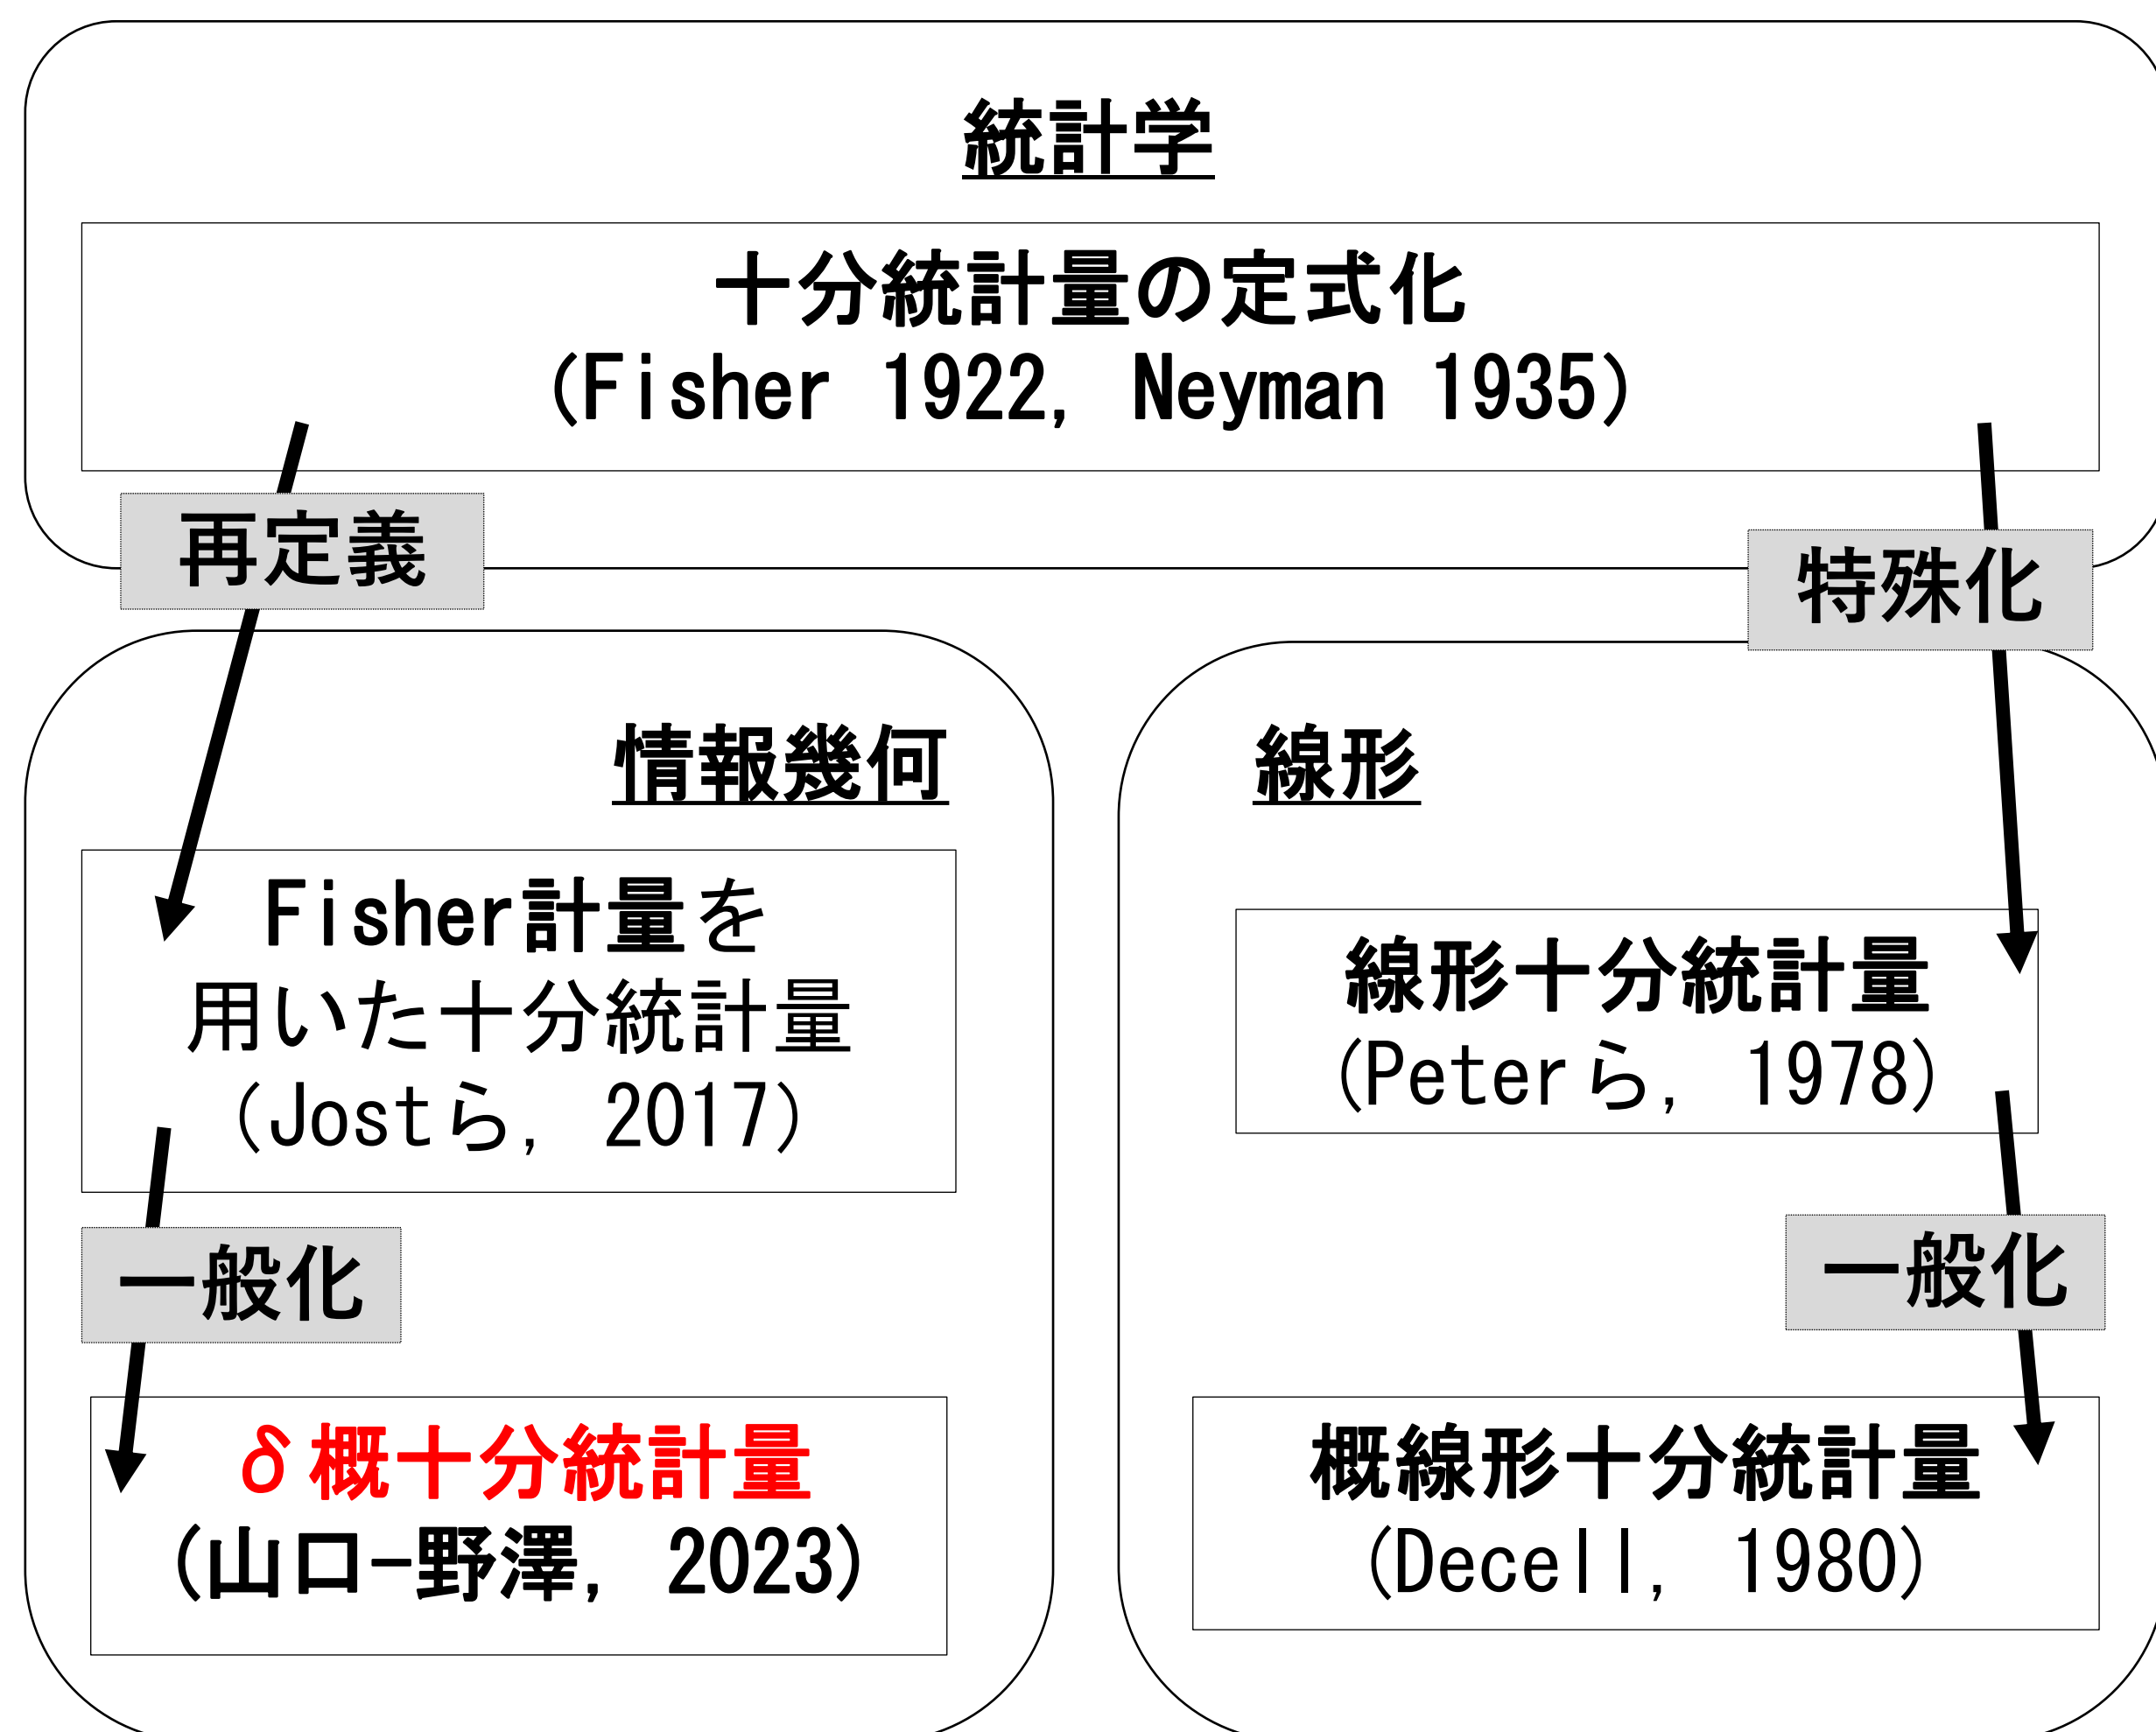 統計学
十分統計量の定式化
(Fisher 1922, Neyman 1935)
再定義
特殊化
情報幾何
Fisher計量を
用いた十分統計量
(Jostら, 2017)
一般化
δ概十分統計量
(山口ー野澤, 2023)
線形
線形十分統計量
(Peterら, 1978)
一般化
概線形十分統計量
(Decell, 1980)